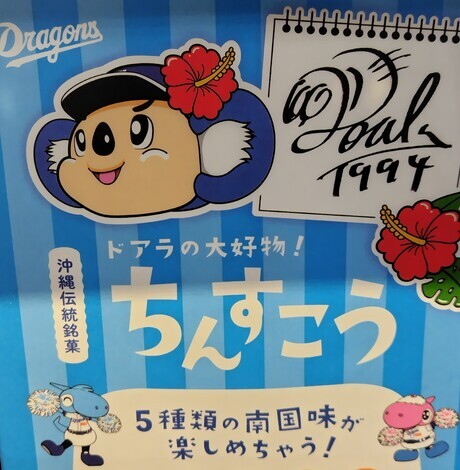 Dragons
Doala
1994
ドアラの大好物!
沖縄伝統銘菓
ちんすこう
5種類の南国味が
楽しめちゃう!